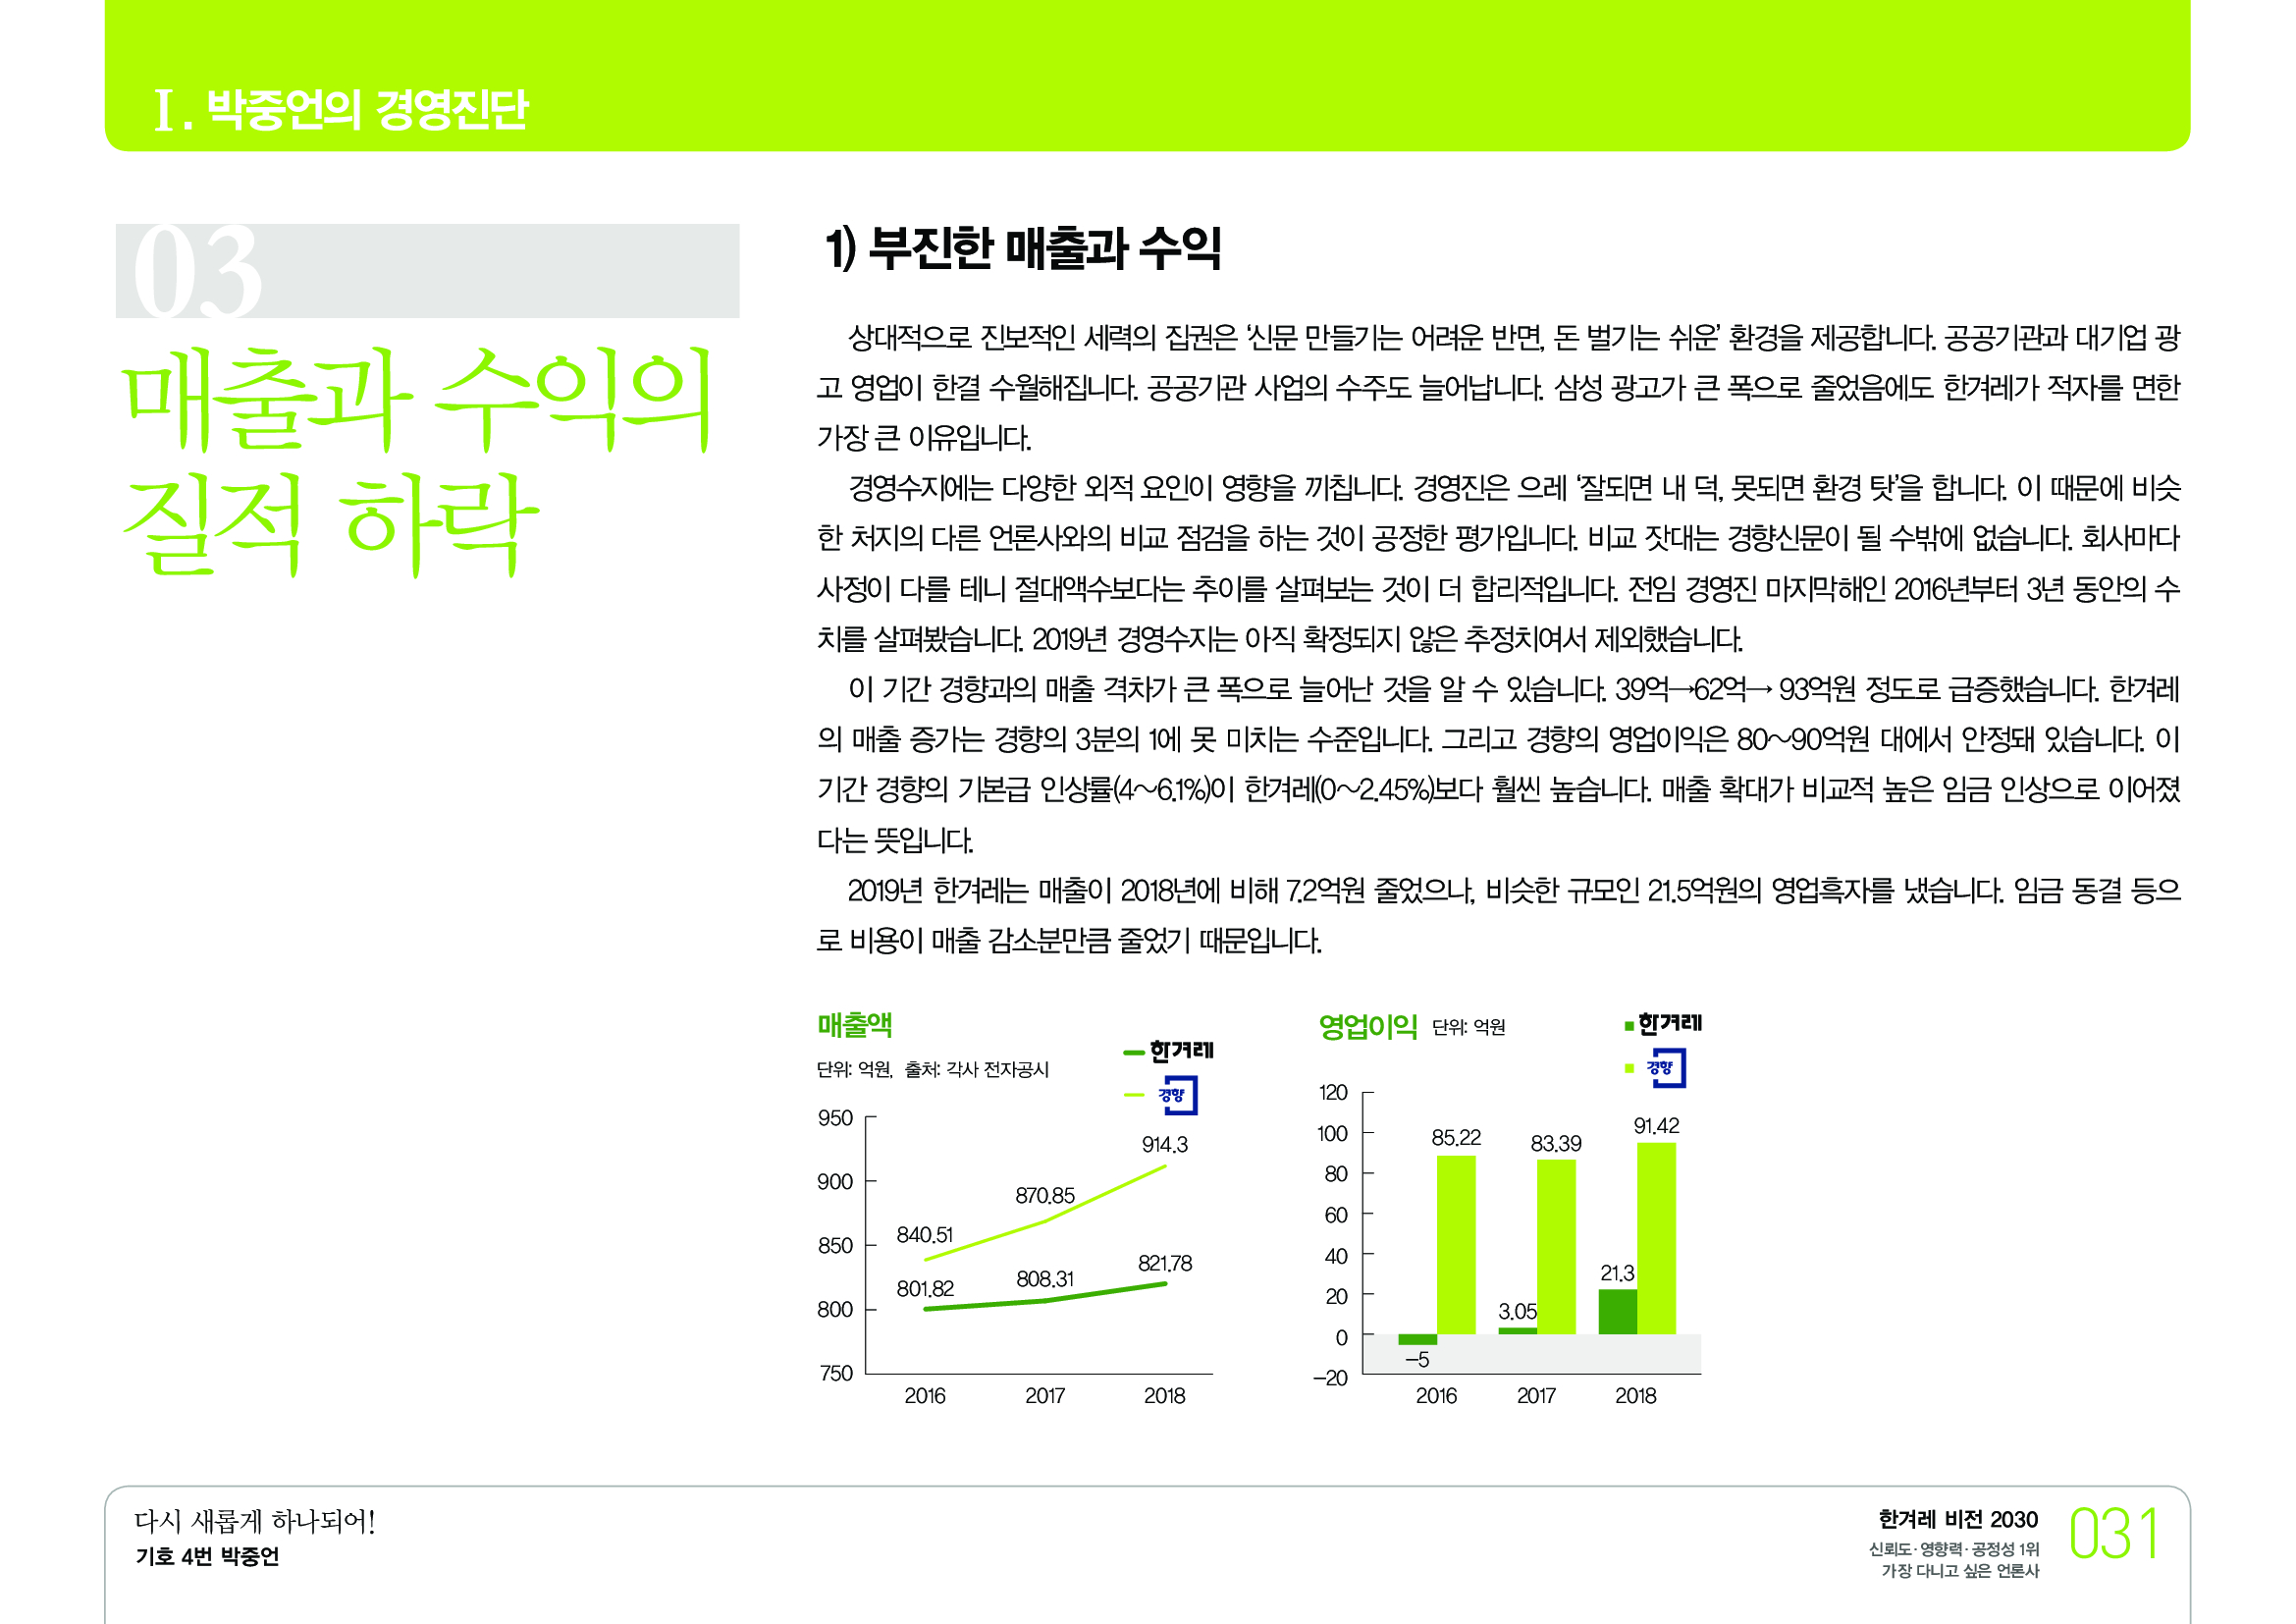 I. 박중언의 경영진단
03
매출과 수익의
질적 하락
1) 부진한 매출과 수익
상대적으로 진보적인 세력의 집권은 ‘신문 만들기는 어려운 반면, 돈 벌기는 쉬운’ 환경을 제공합니다. 공공기관과 대기업 광
고 영업이 한결 수월해집니다. 공공기관 사업의 수주도 늘어납니다. 삼성 광고가 큰 폭으로 줄었음에도 한겨레가 적자를 면한
가장 큰 이유입니다.
경영수지에는 다양한 외적 요인이 영향을 끼칩니다. 경영진은 으레 ‘잘되면 내 덕, 못되면 환경 탓’을 합니다. 이 때문에 비슷
한 처지의 다른 언론사와의 비교 점검을 하는 것이 공정한 평가입니다. 비교 잣대는 경향신문이 될 수밖에 없습니다. 회사마다
사정이 다를 테니 절대액수보다는 추이를 살펴보는 것이 더 합리적입니다. 전임 경영진 마지막해인 2016년부터 3년 동안의 수
치를 살펴봤습니다. 2019년 경영수지는 아직 확정되지 않은 추정치여서 제외했습니다.
이 기간 경향과의 매출 격차가 큰 폭으로 늘어난 것을 알 수 있습니다. 39억→62억→ 93억원 정도로 급증했습니다. 한겨레
의 매출 증가는 경향의 3분의 1에 못 미치는 수준입니다. 그리고 경향의 영업이익은 80~90억원 대에서 안정돼 있습니다. 이
기간 경향의 기본급 인상률(4~6.1%)이 한겨레(0~2.45%)보다 훨씬 높습니다. 매출 확대가 비교적 높은 임금 인상으로 이어졌
다는 뜻입니다.
2019년 한겨레는 매출이 2018년에 비해 7.2억원 줄었으나, 비슷한 규모인 21.5억원의 영업흑자를 냈습니다. 임금 동결 등으
로 비용이 매출 감소분만큼 줄었기 때문입니다.
매출액
단위: 억원, 출처: 각사 전자공시
한겨레
경향
950
900
850
800
750
840.51
870.85
914.3
801.82
808.31
821.78
2016 2017 2018
영업이익 단위: 억원
한겨레
경향
120
100
80
60
40
20
0
-20
85.22
83.39
91.42
-5
3.05
21.3
2016 2017 2018
다시 새롭게 하나되어!
기호 4번 박중언
한겨레 비전 2030
신뢰도·영향력·공정성 1위
가장 다니고 싶은 언론사
031